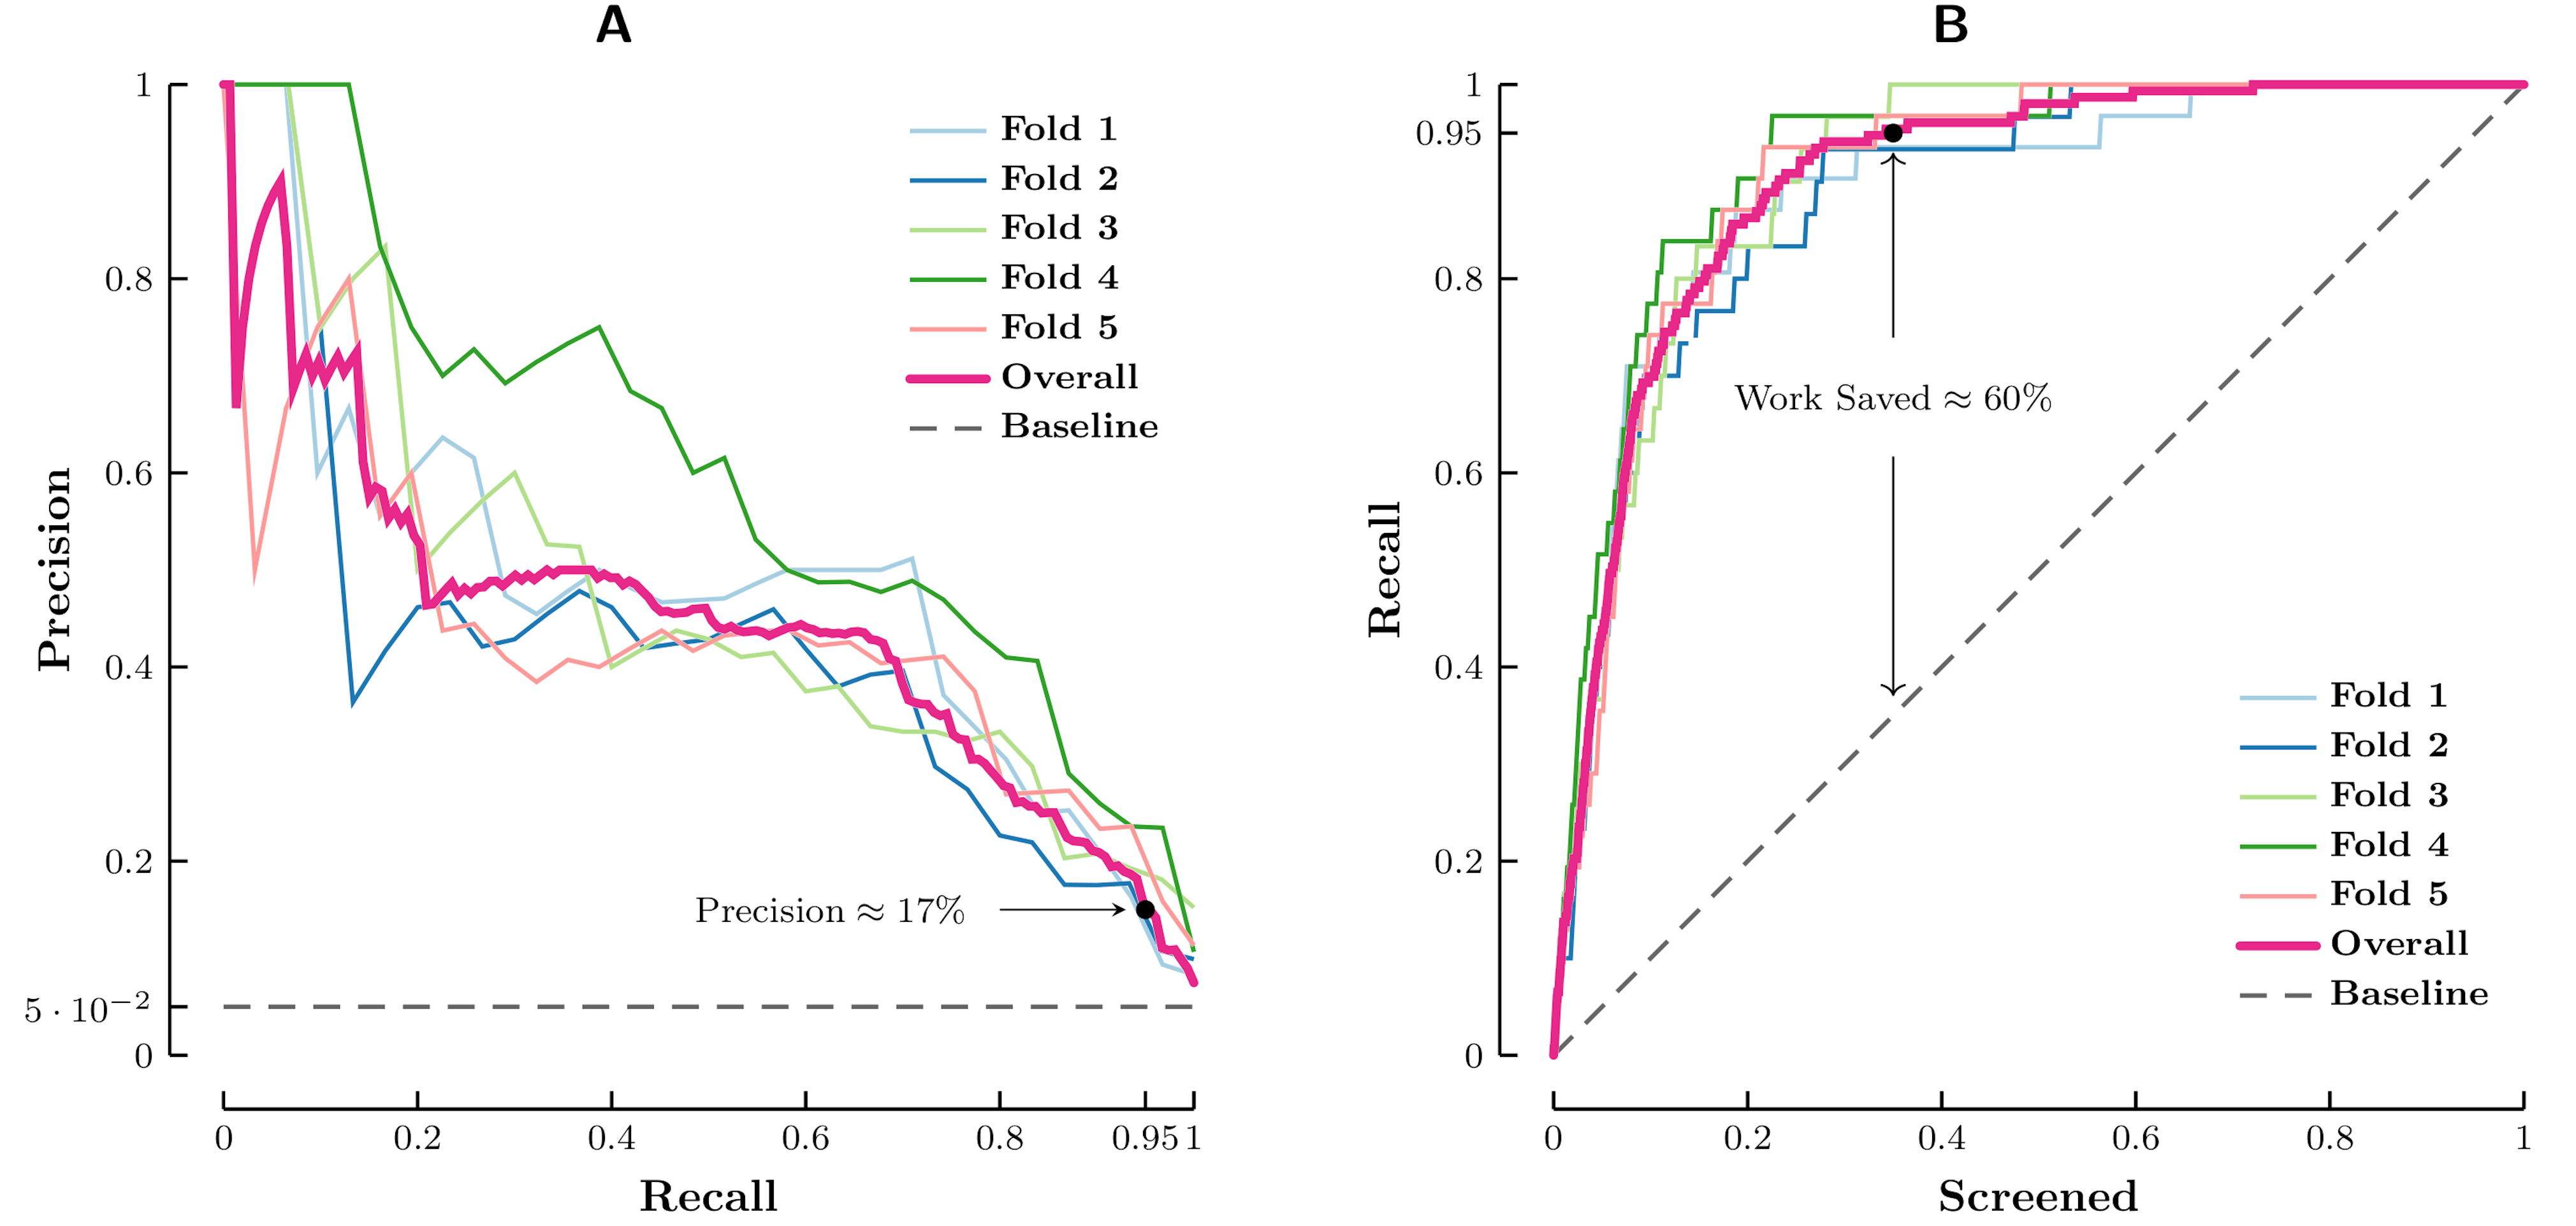 A
Precision
1
0.8
0.6
0.4
0.2
5 · 10⁻²
0
Fold 1
Fold 2
Fold 3
Fold 4
Fold 5
Overall
Baseline
Precision ≈ 17%
0 0.2 0.4 0.6 0.8 0.95 1
Recall
B
Recall
1
0.95
0.8
0.6
0.4
0.2
0
Work Saved ≈ 60%
Fold 1
Fold 2
Fold 3
Fold 4
Fold 5
Overall
Baseline
0 0.2 0.4 0.6 0.8 1
Screened